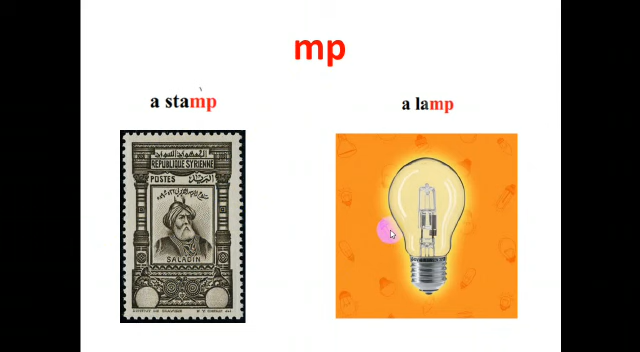 mp
a stamp
a lamp
REPUBLIQUE SYRIENNE
POSTES
SALADIN